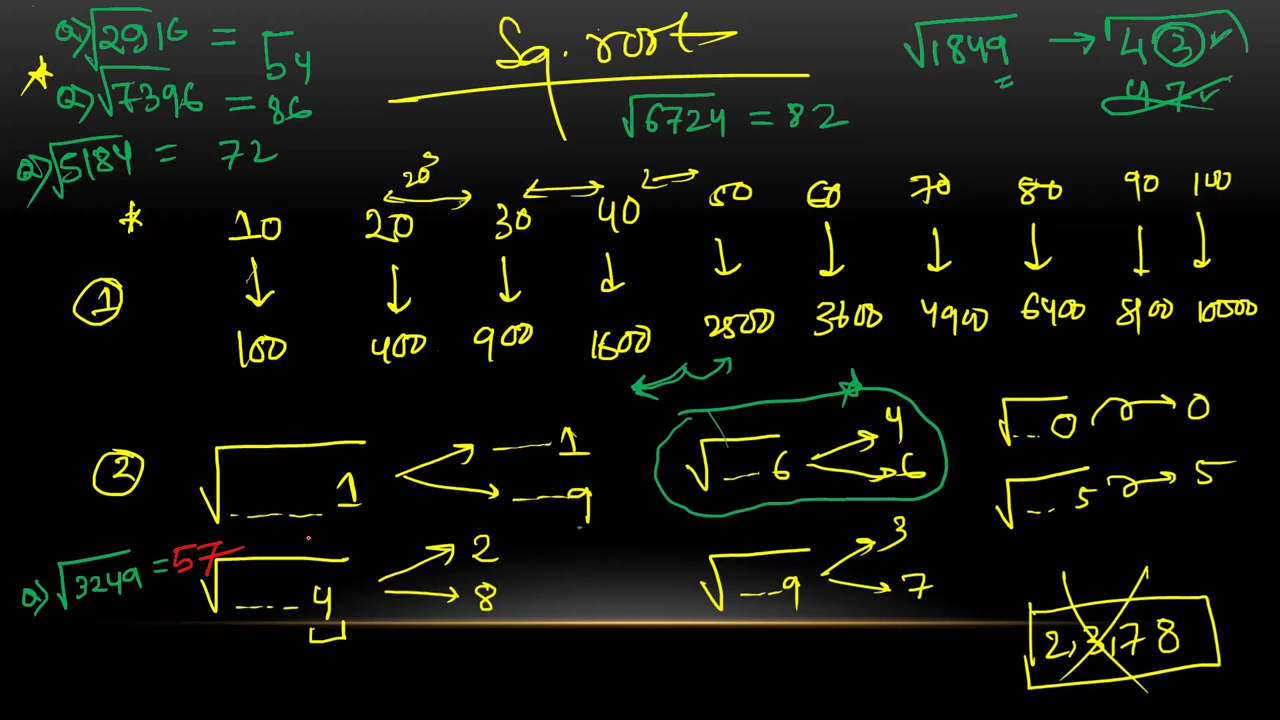 Q) √2916 = 54
Sq. root
√1849 → 43
47
* Q) √7396 = 86
√6724 = 82
Q) √5184 = 72
20²
* 10 20 30 40 50 60 70 80 90 100
①
100 400 900 1600 2500 3600 4900 6400 8100 10000
② √_ _ _ _ 1 1 9
√_ _ 6 4 6
√_ _ 0 → 0
√_ _ 5 → 5
Q) √3249 = 57
√_ _ _ 4 2 8
√_ _ 9 3 7
2, 3, 7 8